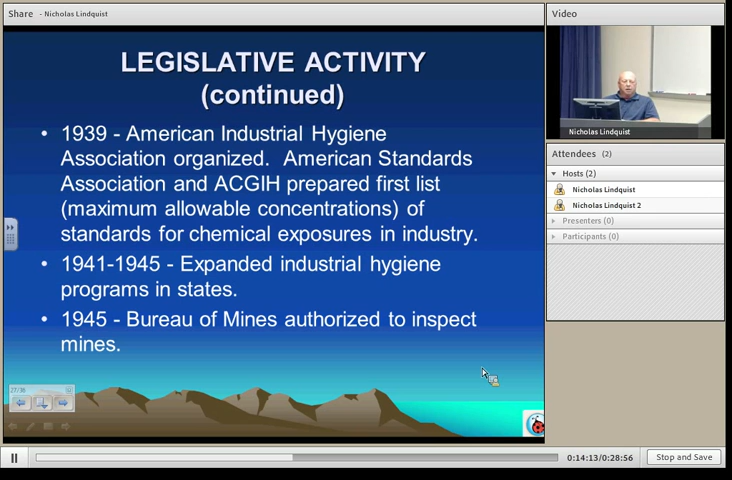 Share - Nicholas Lindquist
LEGISLATIVE ACTIVITY
(continued)
• 1939 - American Industrial Hygiene
Association organized. American Standards
Association and ACGIH prepared first list
(maximum allowable concentrations) of
standards for chemical exposures in industry.
• 1941-1945 - Expanded industrial hygiene
programs in states.
• 1945 - Bureau of Mines authorized to inspect
mines.
27/36
Video
Nicholas Lindquist
Attendees (2)
Hosts (2)
Nicholas Lindquist
Nicholas Lindquist 2
Presenters (0)
Participants (0)
0:14:13/0:28:56
Stop and Save